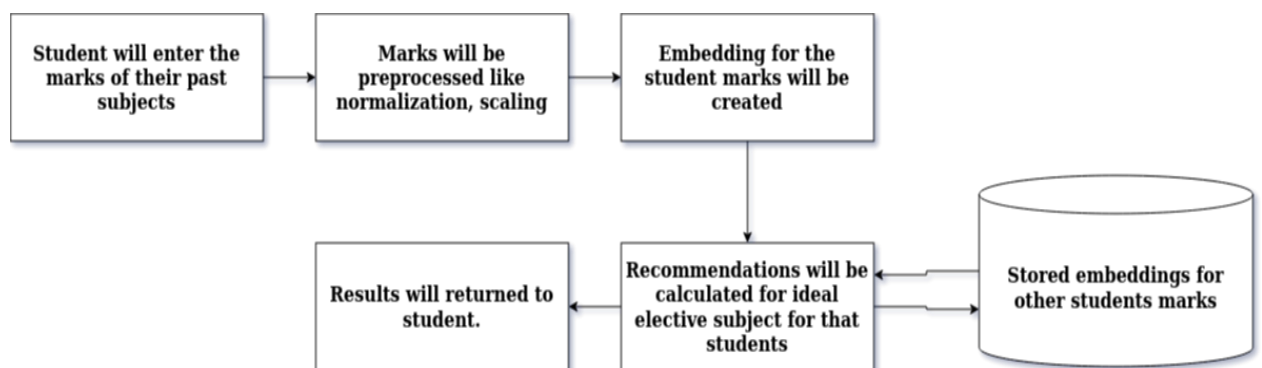 Student will enter the
marks of their past
subjects
Marks will be
preprocessed like
normalization, scaling
Embedding for the
student marks will be
created
Recommendations will be
calculated for ideal
elective subject for that
students
Stored embeddings for
other students marks
Results will returned to
student.